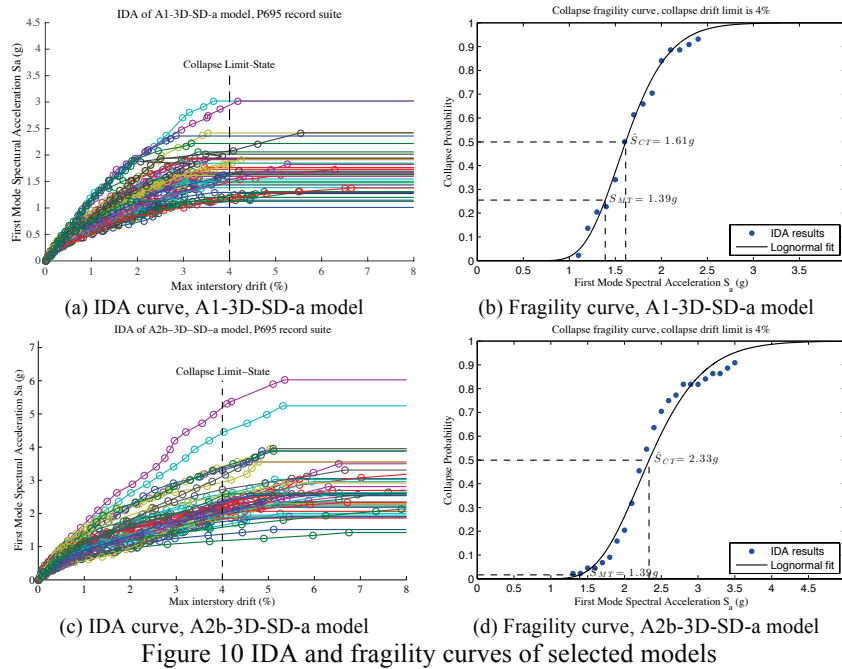 IDA of A1-3D-SD-a model, P695 record suite
First Mode Spectral Acceleration Sa (g)
5
4.5
4
3.5
3
2.5
2
1.5
1
0.5
0
Collapse Limit-State
0 1 2 3 4 5 6 7 8
Max interstory drift (%)
(a) IDA curve, A1-3D-SD-a model
Collapse fragility curve, collapse drift limit is 4%
Collapse Probability
1
0.9
0.8
0.7
0.6
0.5
0.4
0.3
0.2
0.1
0
Ŝ_CT = 1.61g
S_MT = 1.39g
IDA results
Lognormal fit
0 0.5 1 1.5 2 2.5 3 3.5
First Mode Spectral Acceleration S_a (g)
(b) Fragility curve, A1-3D-SD-a model
IDA of A2b–3D–SD–a model, P695 record suite
First Mode Spectral Acceleration Sa (g)
7
6
5
4
3
2
1
0
Collapse Limit–State
0 1 2 3 4 5 6 7 8
Max interstory drift (%)
(c) IDA curve, A2b-3D-SD-a model
Collapse fragility curve, collapse drift limit is 4%
Collapse Probability
1
0.9
0.8
0.7
0.6
0.5
0.4
0.3
0.2
0.1
0
Ŝ_CT = 2.33g
S_MT = 1.39g
IDA results
Lognormal fit
0 0.5 1 1.5 2 2.5 3 3.5 4 4.5
First Mode Spectral Acceleration S_a (g)
(d) Fragility curve, A2b-3D-SD-a model
Figure 10 IDA and fragility curves of selected models